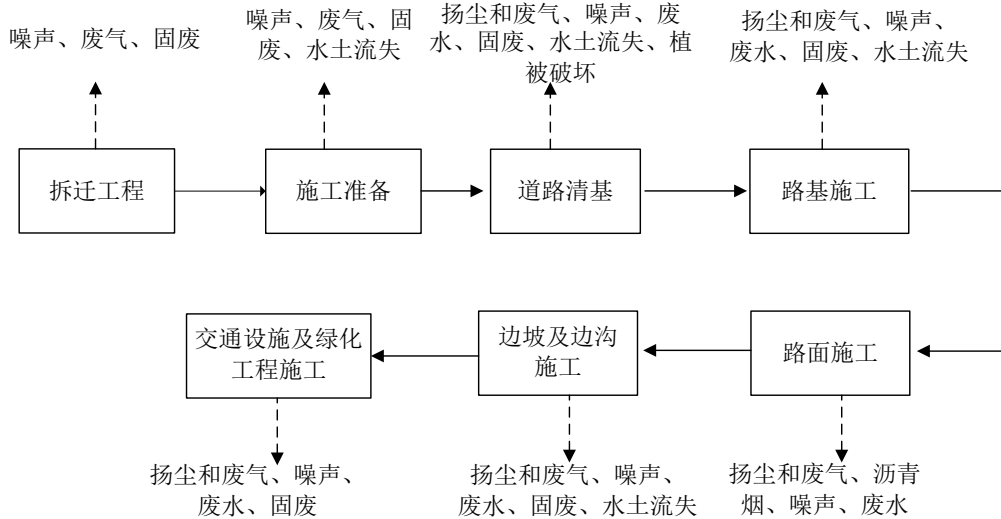 噪声、废气、固废
噪声、废气、固
废、水土流失
扬尘和废气、噪声、废
水、固废、水土流失、植
被破坏
扬尘和废气、噪声、
废水、固废、水土流失
拆迁工程
施工准备
道路清基
路基施工
交通设施及绿化
工程施工
边坡及边沟
施工
路面施工
扬尘和废气、噪声、
废水、固废
扬尘和废气、噪声、
废水、固废、水土流失
扬尘和废气、沥青
烟、噪声、废水